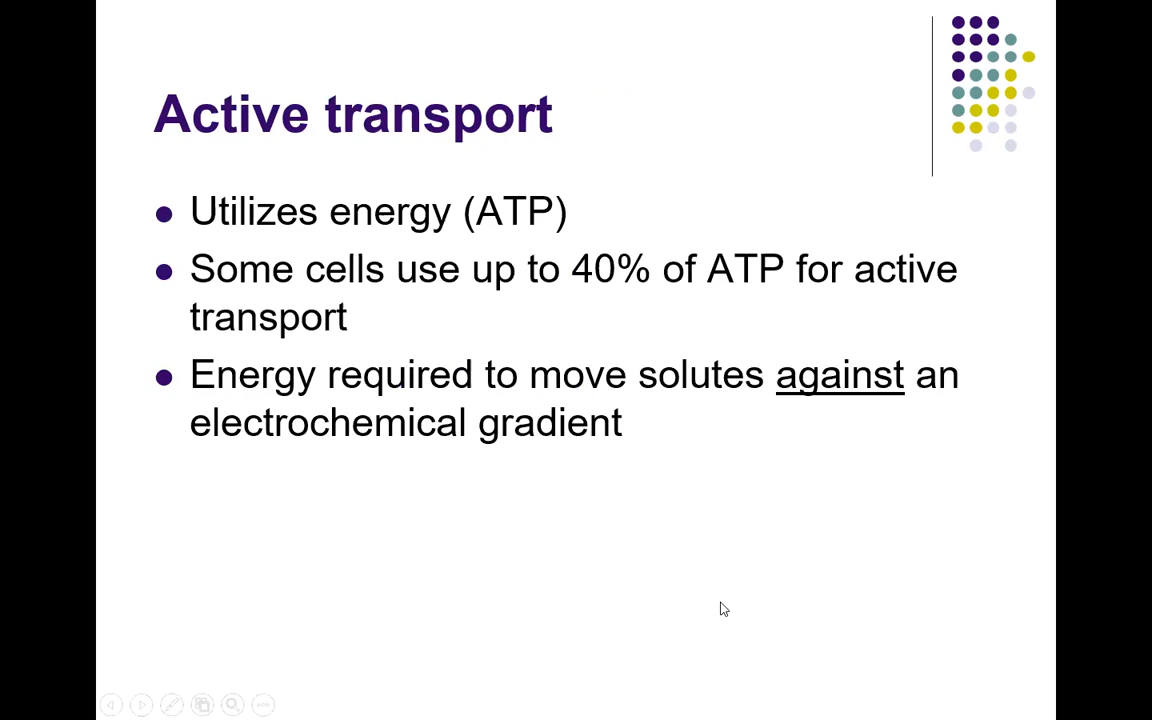 Active transport
Utilizes energy (ATP)
Some cells use up to 40% of ATP for active
transport
Energy required to move solutes against an
electrochemical gradient